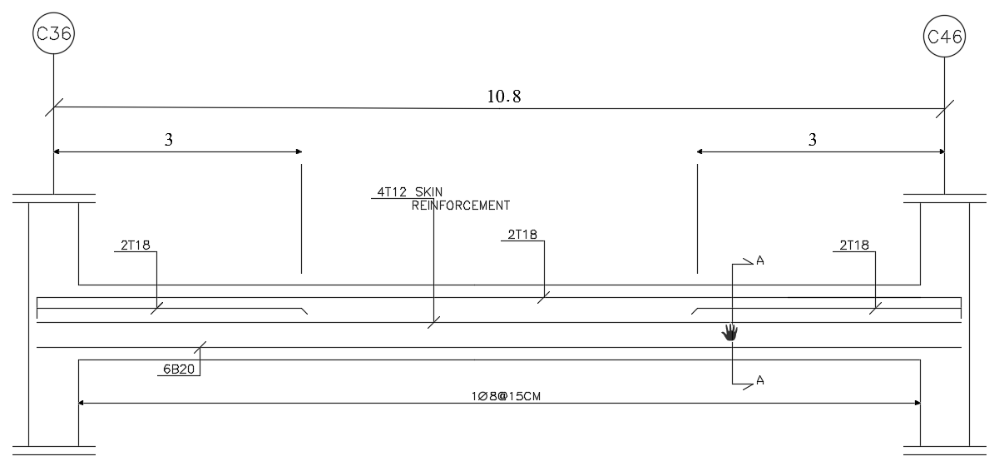 C36
C46
10.8
3
3
4T12 SKIN
REINFORCEMENT
2T18
2T18
2T18
A
6B20
A
1Ø8@15CM